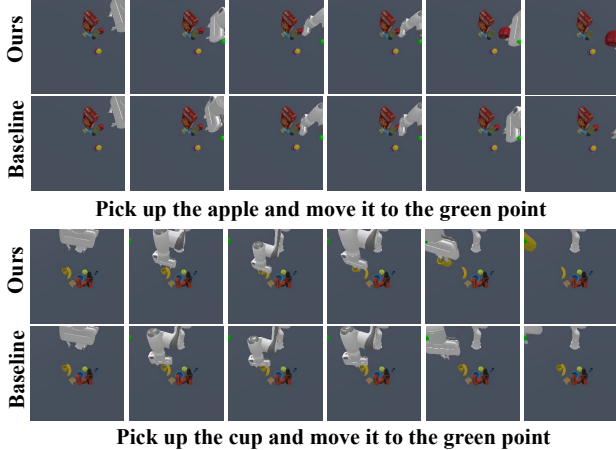 Ours
Baseline
Pick up the apple and move it to the green point
Ours
Baseline
Pick up the cup and move it to the green point